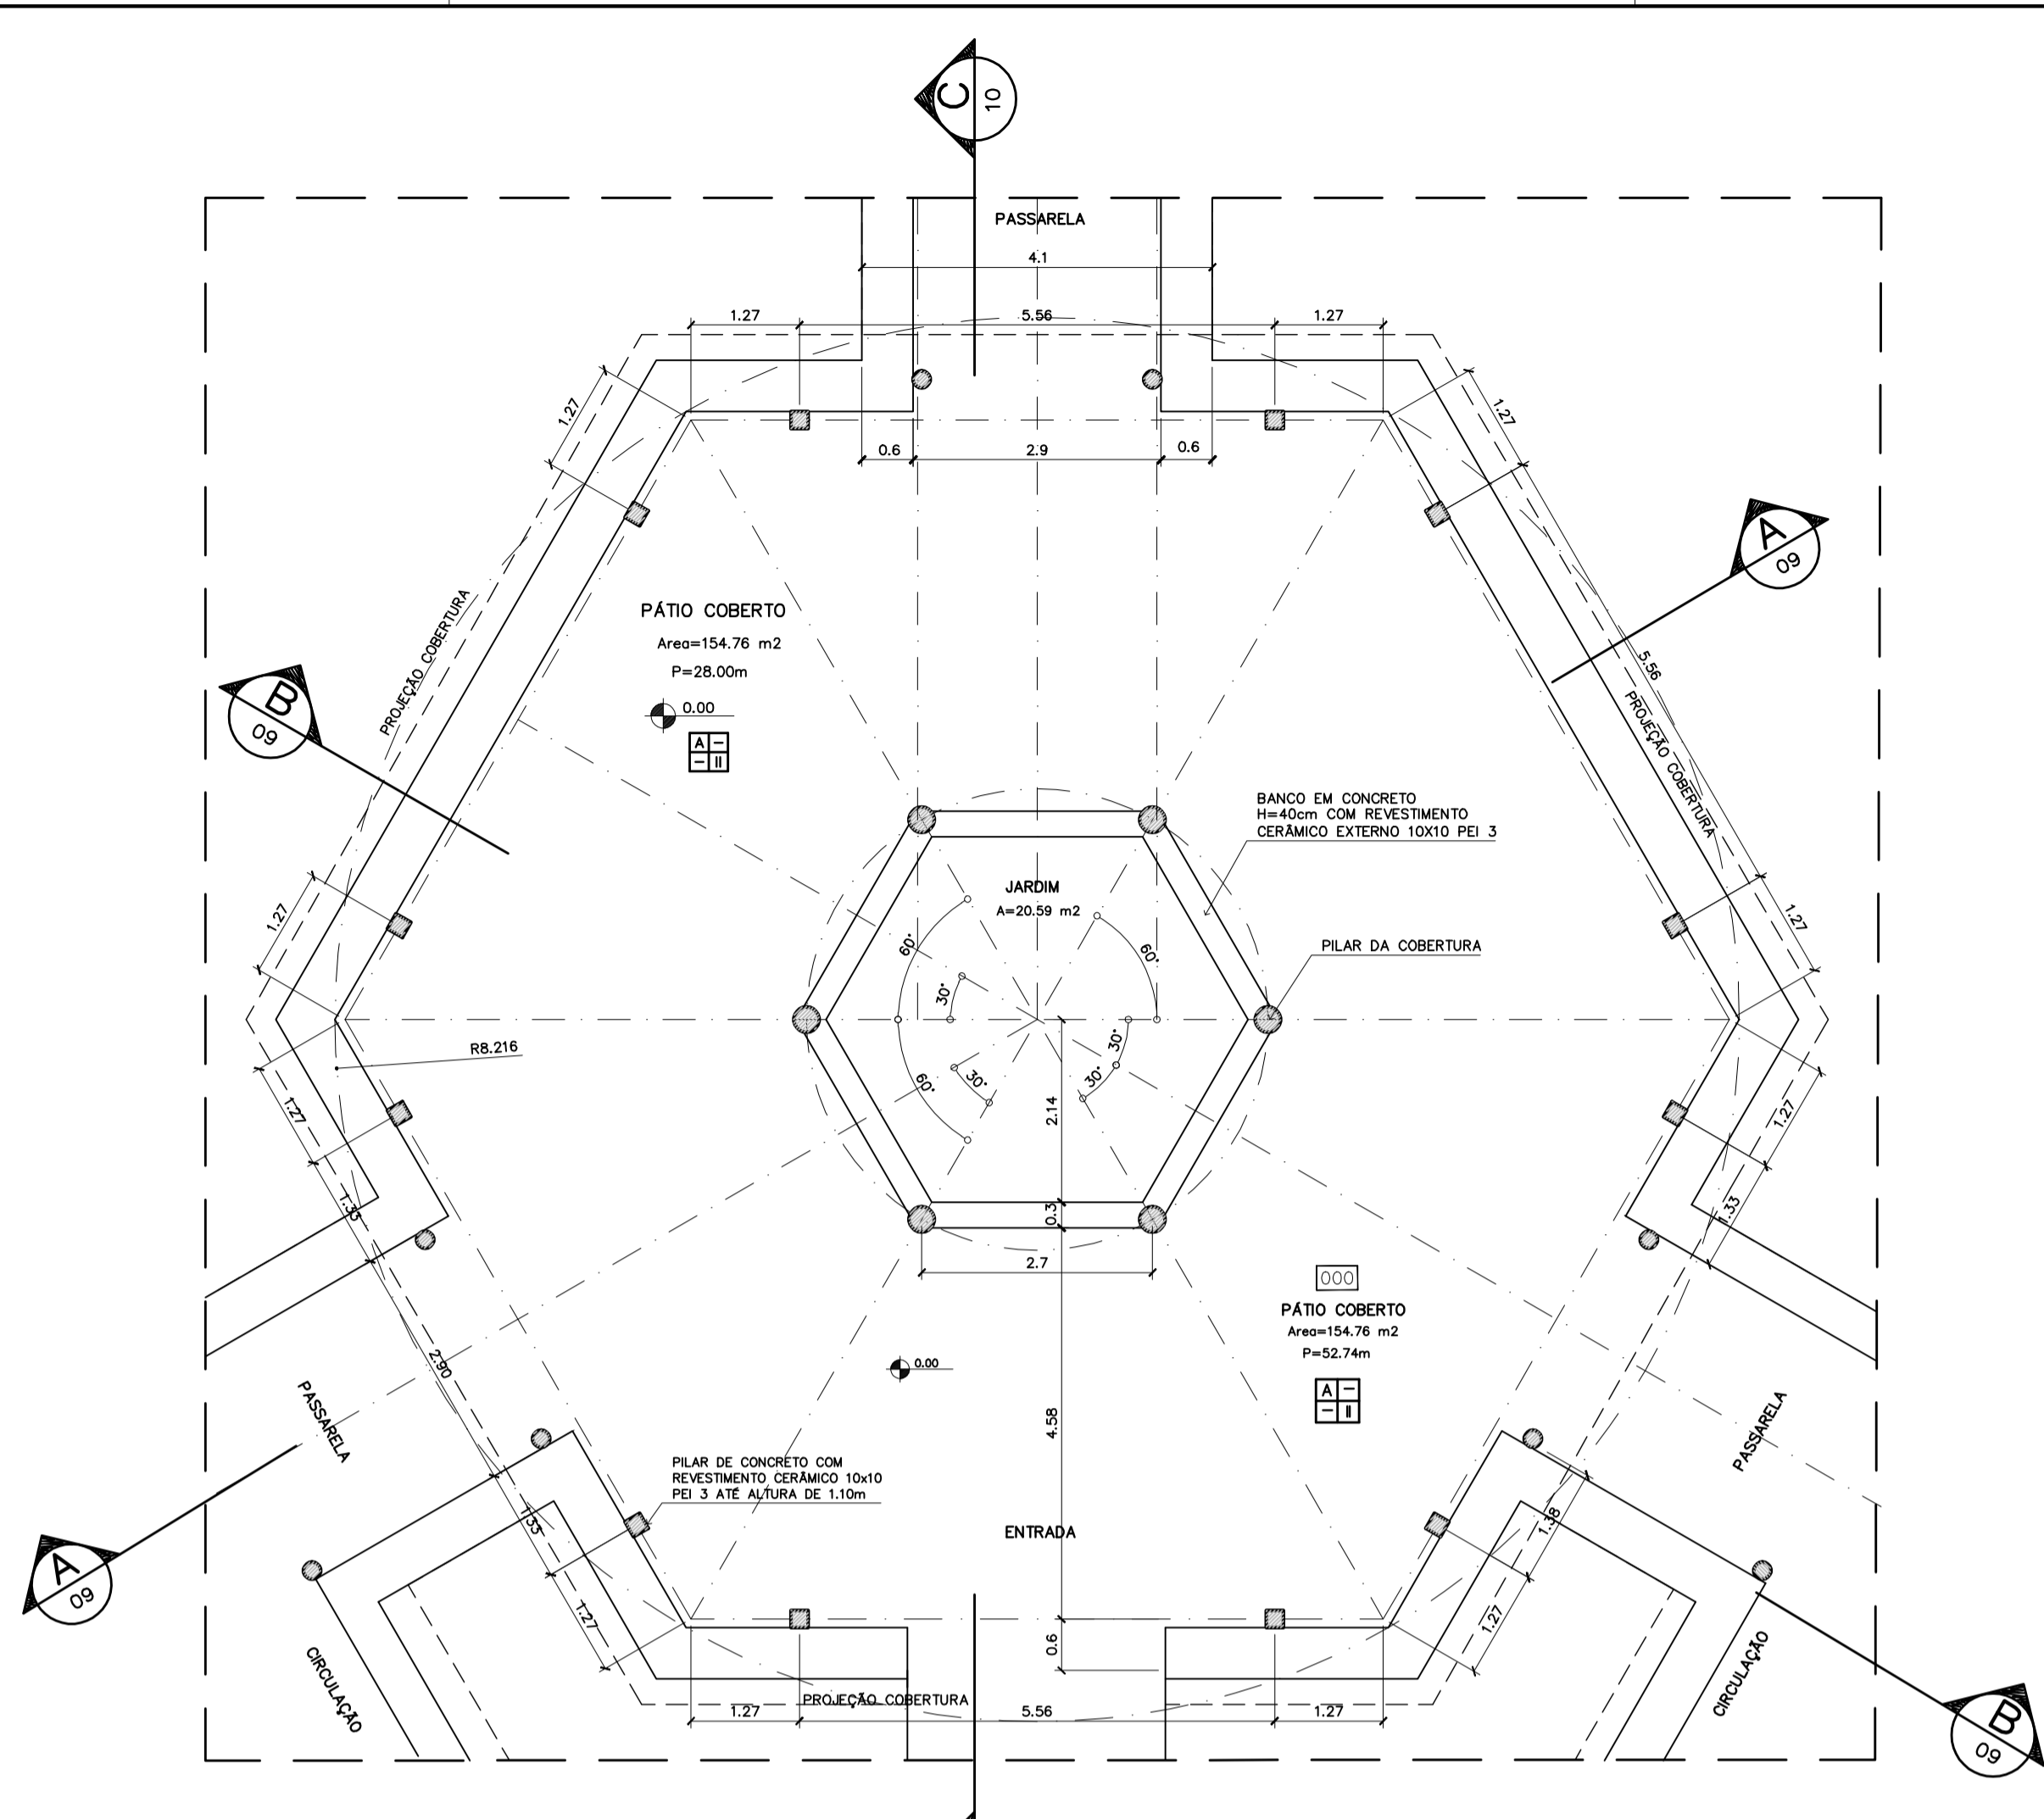 C
10
PASSARELA
4.1
1.27
5.56
1.27
1.27
1.27
0.6
2.9
0.6
A
09
PROJEÇÃO COBERTURA
PÁTIO COBERTO
Area=154.76 m2
P=28.00m
0.00
A –
– II
B
09
5.56
PROJEÇÃO COBERTURA
BANCO EM CONCRETO
H=40cm COM REVESTIMENTO
CERÂMICO EXTERNO 10X10 PEI 3
JARDIM
A=20.59 m2
PILAR DA COBERTURA
1.27
1.27
60°
60°
30°
30°
R8.216
60°
30°
30°
2.14
1.27
1.27
1.33
1.33
0.3
2.7
000
PÁTIO COBERTO
Area=154.76 m2
P=52.74m
A –
– II
2.90
0.00
PASSARELA
PASSARELA
4.58
PILAR DE CONCRETO COM
REVESTIMENTO CERÂMICO 10x10
PEI 3 ATÉ ALTURA DE 1.10m
1.33
1.38
ENTRADA
A
09
1.27
1.27
0.6
CIRCULAÇÃO
CIRCULAÇÃO
PROJEÇÃO COBERTURA
1.27
5.56
1.27
B
09